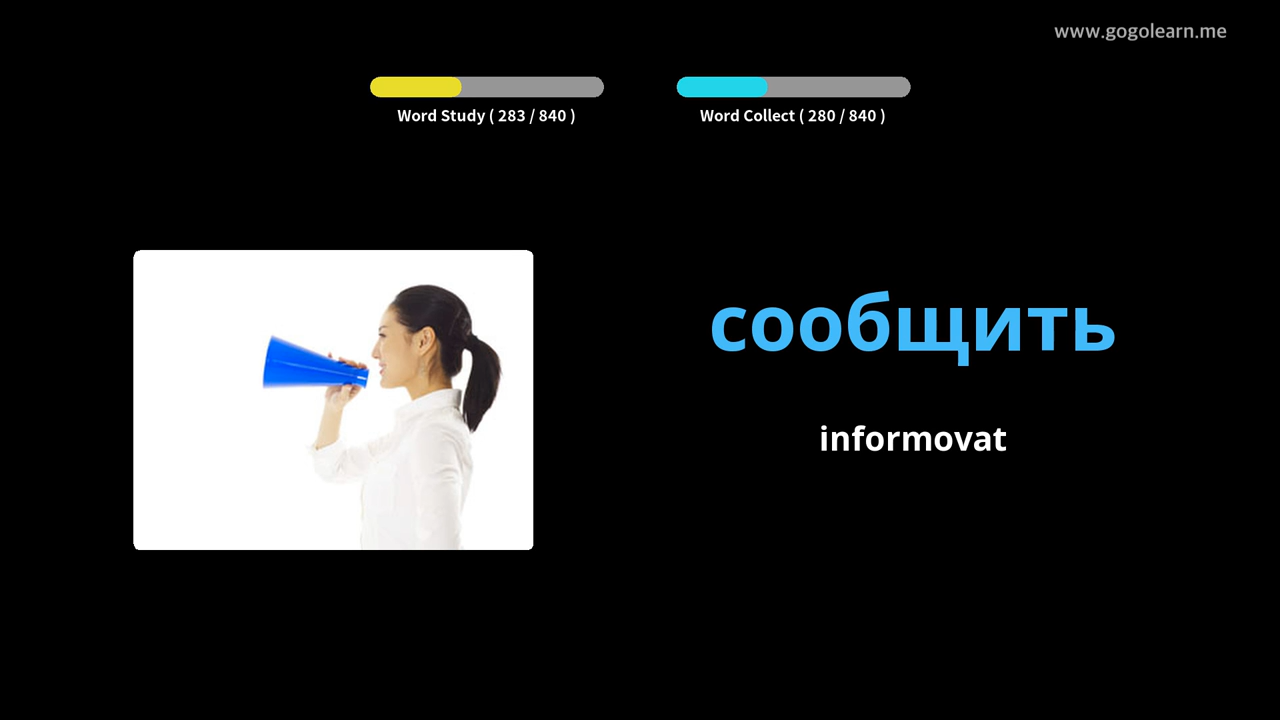 www.gogolearn.me
Word Study ( 283 / 840 )
Word Collect ( 280 / 840 )
сообщить
informovat